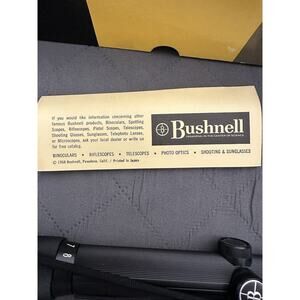 If you would like information concerning other
famous Bushnell products, Binoculars, Spotting
Scopes, Riflescopes, Pistol Scopes, Telescopes,
Shooting Glasses, Sunglasses, Telephoto Lenses,
or Microscopes, ask your local dealer or write us
for free catalog.
Bushnell
BINOCULARS • RIFLESCOPES • TELESCOPES • PHOTO OPTICS • SHOOTING & SUNGLASSES
© 1968 Bushnell, Pasadena, Calif. / Printed in Japan
7 8
B